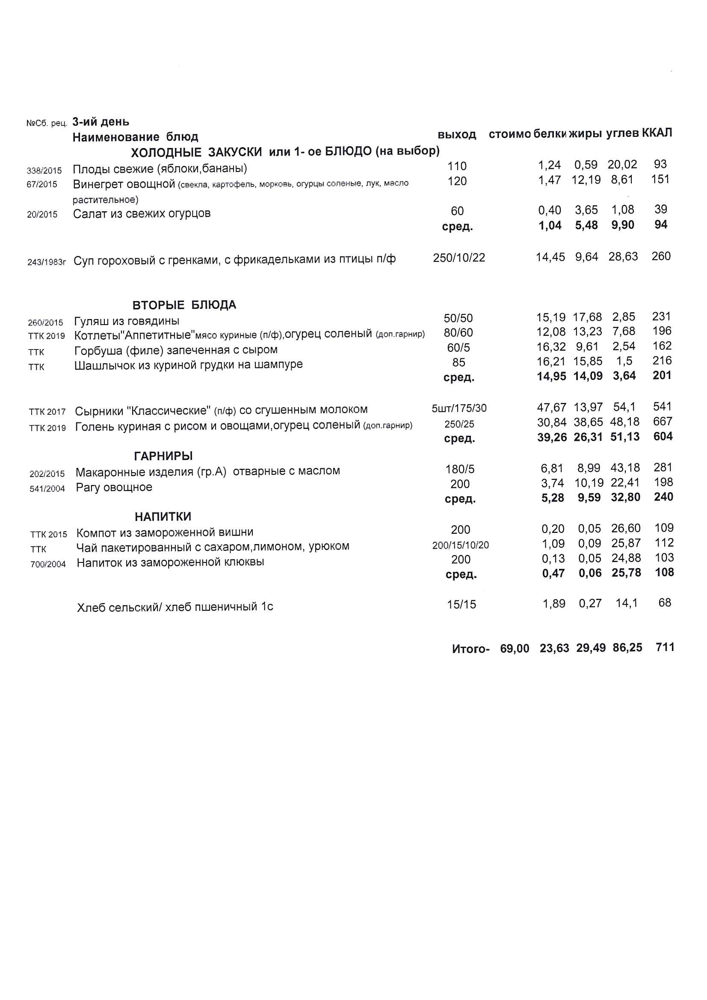 №Сб. рец. 3-ий день
Наименование блюд выход стоимо белки жиры углев ККАЛ
ХОЛОДНЫЕ ЗАКУСКИ или 1- ое БЛЮДО (на выбор)
338/2015 Плоды свежие (яблоки,бананы) 110 1,24 0,59 20,02 93
67/2015 Винегрет овощной (свекла, картофель, морковь, огурцы соленые, лук, масло 120 1,47 12,19 8,61 151
растительное)
20/2015 Салат из свежих огурцов 60 0,40 3,65 1,08 39
сред. 1,04 5,48 9,90 94
243/1983г Суп гороховый с гренками, с фрикадельками из птицы п/ф 250/10/22 14,45 9,64 28,63 260
ВТОРЫЕ БЛЮДА
260/2015 Гуляш из говядины 50/50 15,19 17,68 2,85 231
ТТК 2019 Котлеты"Аппетитные"мясо куриные (п/ф),огурец соленый (доп.гарнир) 80/60 12,08 13,23 7,68 196
ТТК Горбуша (филе) запеченная с сыром 60/5 16,32 9,61 2,54 162
ТТК Шашлычок из куриной грудки на шампуре 85 16,21 15,85 1,5 216
сред. 14,95 14,09 3,64 201
ТТК 2017 Сырники "Классические" (п/ф) со сгушенным молоком 5шт/175/30 47,67 13,97 54,1 541
ТТК 2019 Голень куриная с рисом и овощами,огурец соленый (доп.гарнир) 250/25 30,84 38,65 48,18 667
сред. 39,26 26,31 51,13 604
ГАРНИРЫ
202/2015 Макаронные изделия (гр.А) отварные с маслом 180/5 6,81 8,99 43,18 281
541/2004 Рагу овощное 200 3,74 10,19 22,41 198
сред. 5,28 9,59 32,80 240
НАПИТКИ
ТТК 2015 Компот из замороженной вишни 200 0,20 0,05 26,60 109
ТТК Чай пакетированный с сахаром,лимоном, урюком 200/15/10/20 1,09 0,09 25,87 112
700/2004 Напиток из замороженной клюквы 200 0,13 0,05 24,88 103
сред. 0,47 0,06 25,78 108
Хлеб сельский/ хлеб пшеничный 1с 15/15 1,89 0,27 14,1 68
Итого- 69,00 23,63 29,49 86,25 711